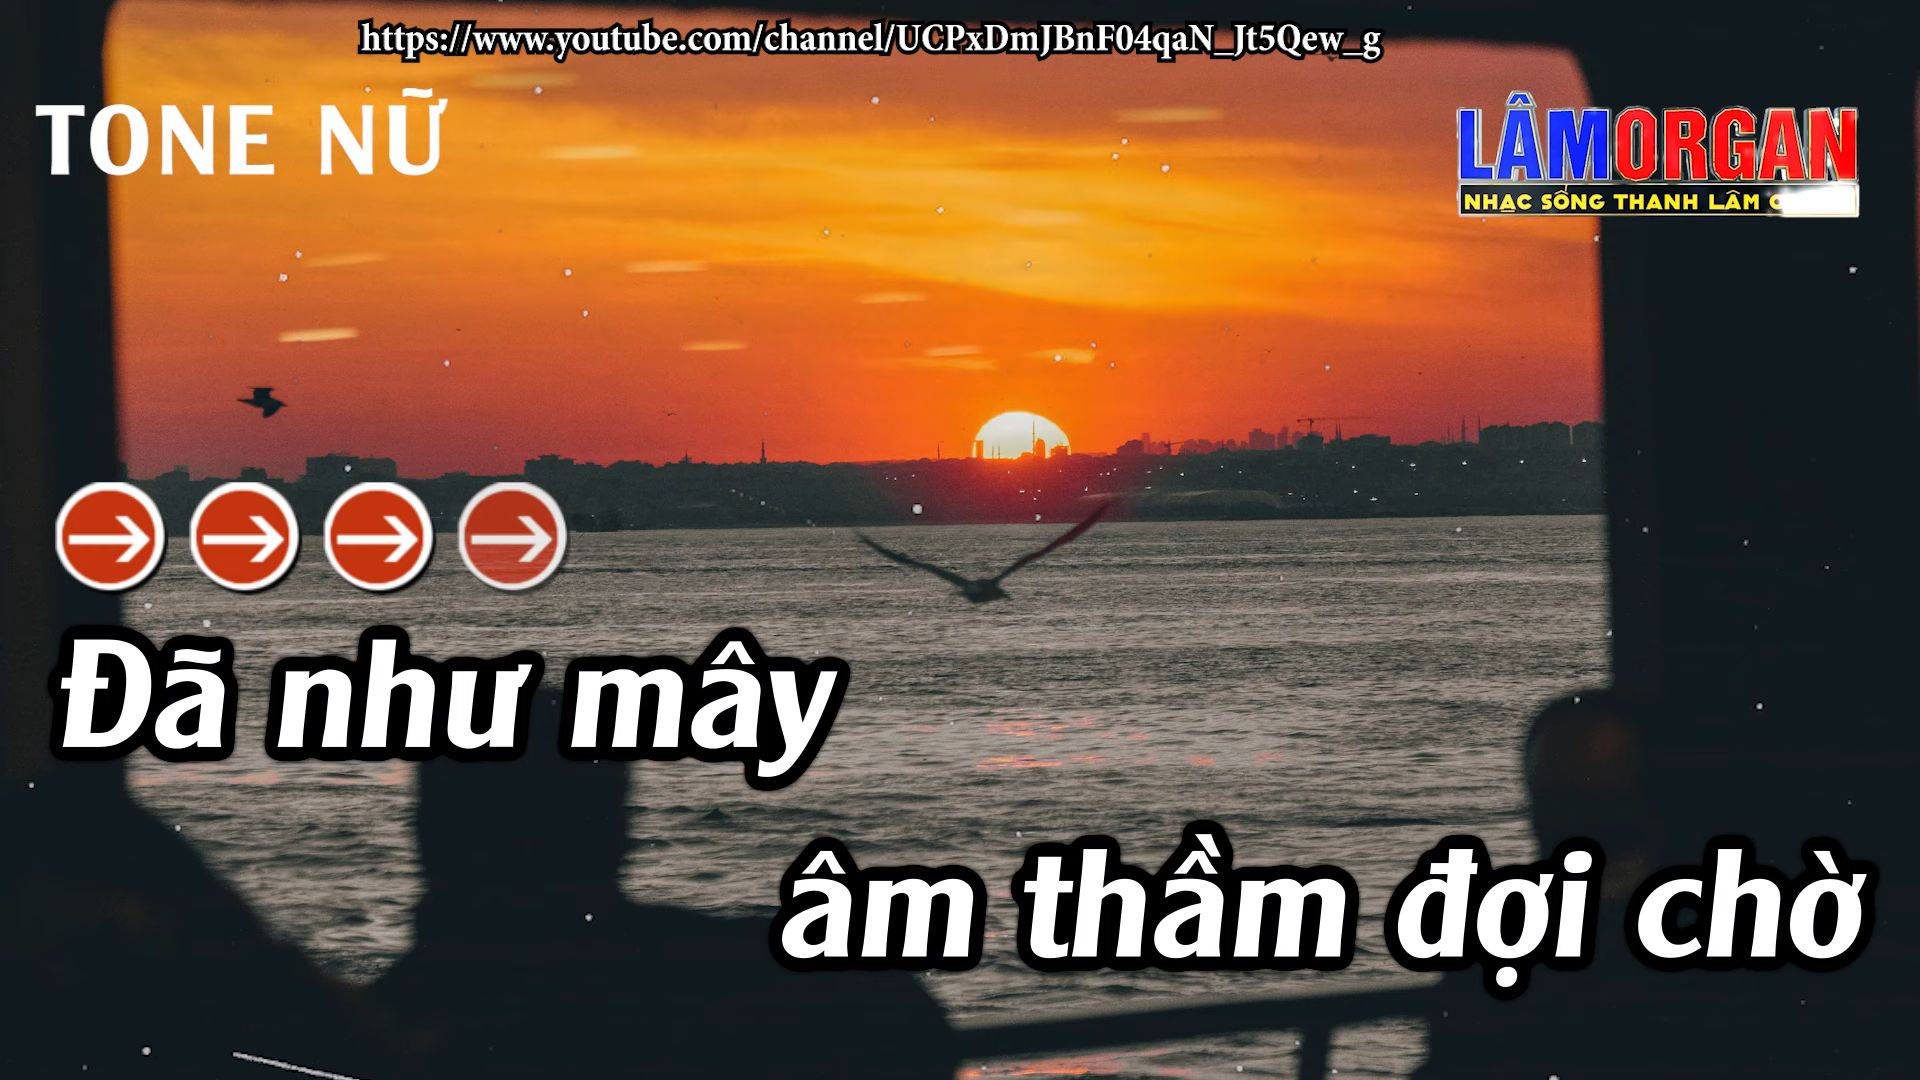 https://www.youtube.com/channel/UCPxDmJBnF04qaN_Jt5Qew_g
TONE NỮ
LÂMORGAN
NHẠC SỐNG THANH LÂM
Đã như mây
âm thầm đợi chờ